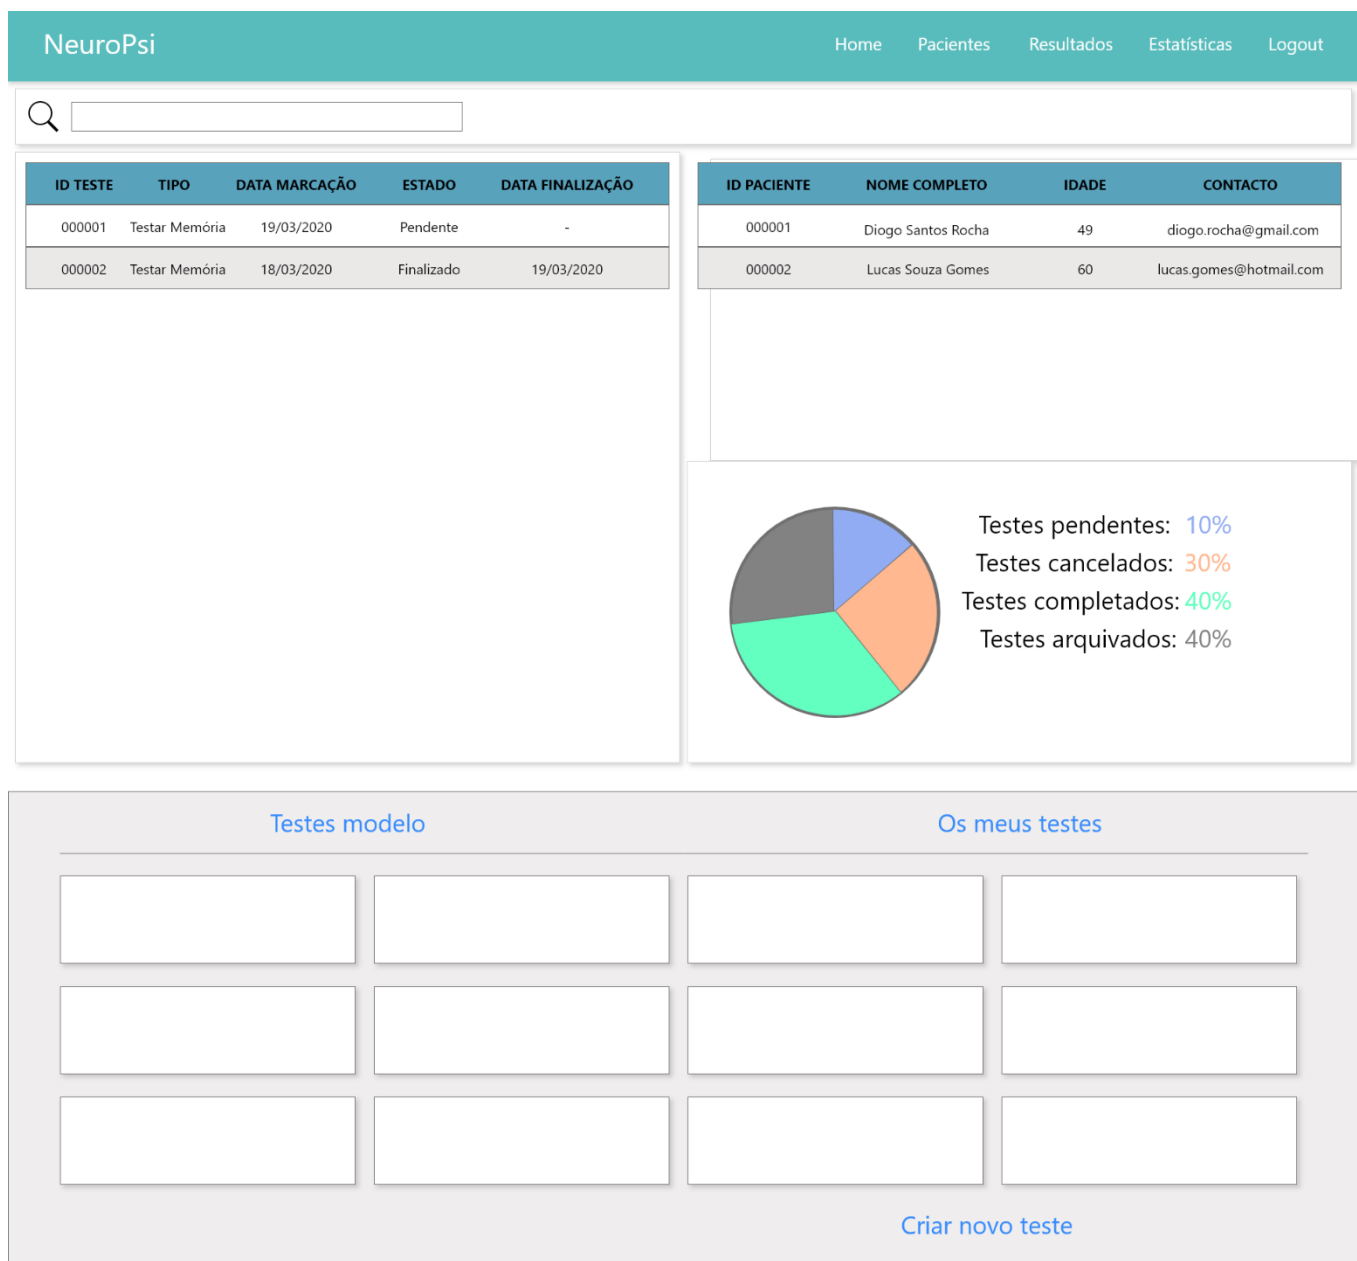 NeuroPsi
Home Pacientes Resultados Estatísticas Logout
ID TESTE TIPO DATA MARCAÇÃO ESTADO DATA FINALIZAÇÃO
000001 Testar Memória 19/03/2020 Pendente -
000002 Testar Memória 18/03/2020 Finalizado 19/03/2020
ID PACIENTE NOME COMPLETO IDADE CONTACTO
000001 Diogo Santos Rocha 49 diogo.rocha@gmail.com
000002 Lucas Souza Gomes 60 lucas.gomes@hotmail.com
Testes pendentes: 10%
Testes cancelados: 30%
Testes completados: 40%
Testes arquivados: 40%
Testes modelo
Os meus testes
Criar novo teste